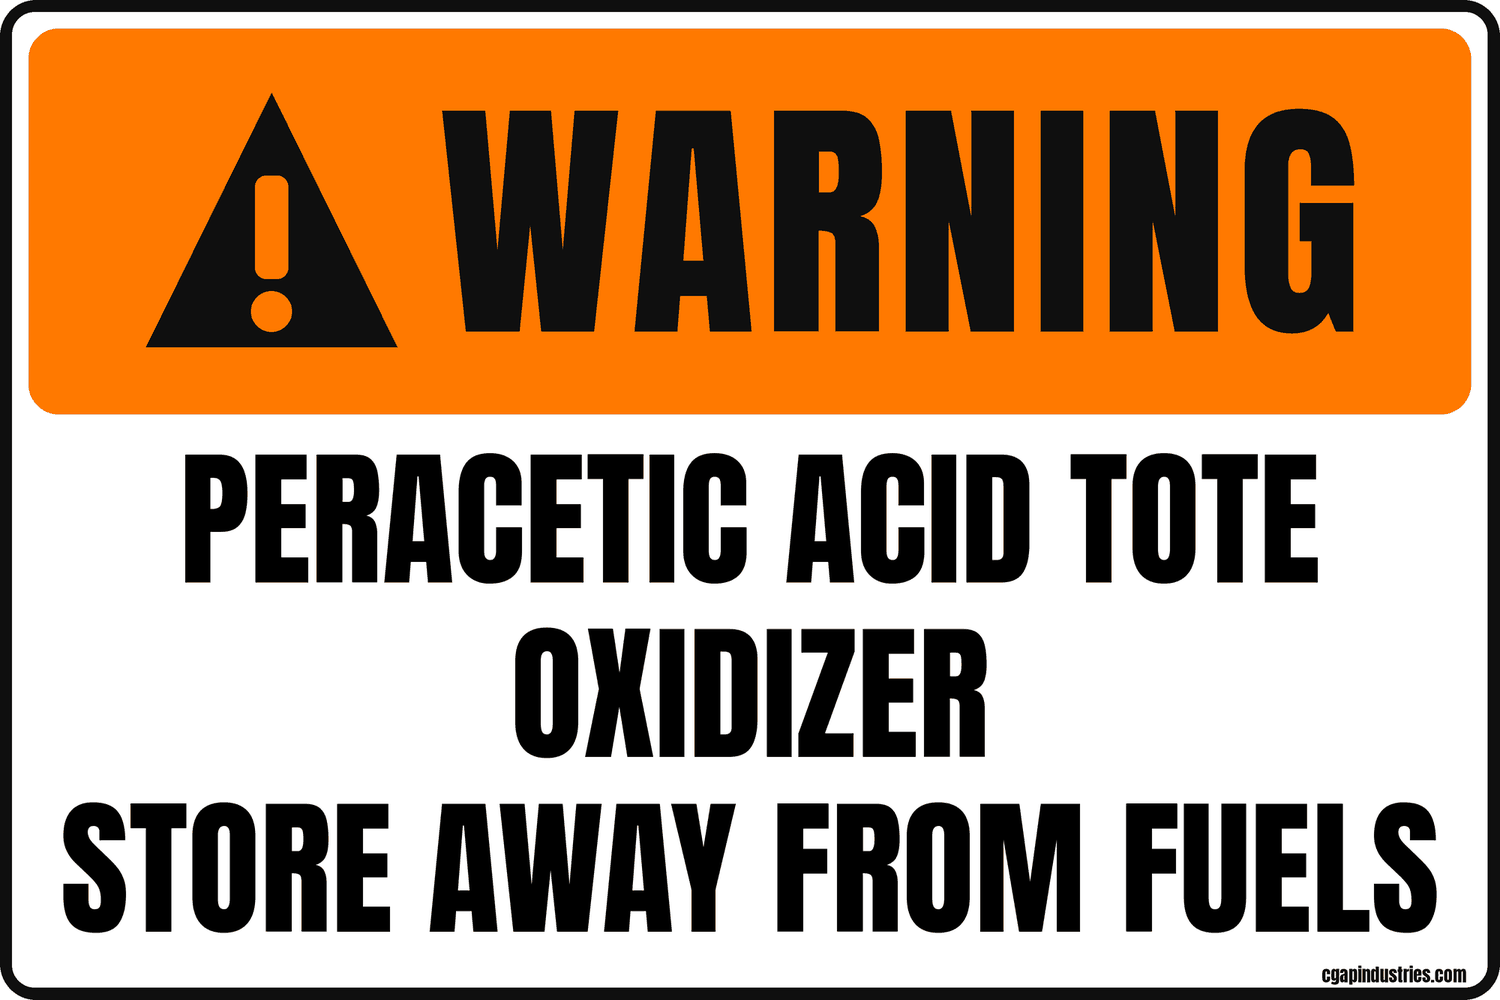 WARNING
PERACETIC ACID TOTE
OXIDIZER
STORE AWAY FROM FUELS
cgapindustries.com